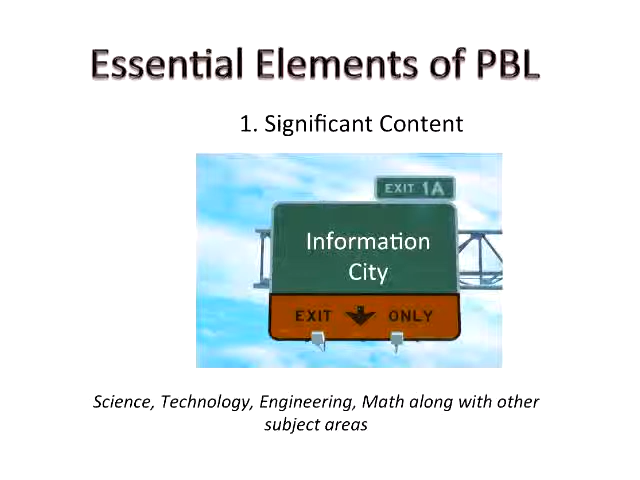 Essential Elements of PBL
1. Significant Content
EXIT 1A
Information
City
EXIT ONLY
Science, Technology, Engineering, Math along with other
subject areas